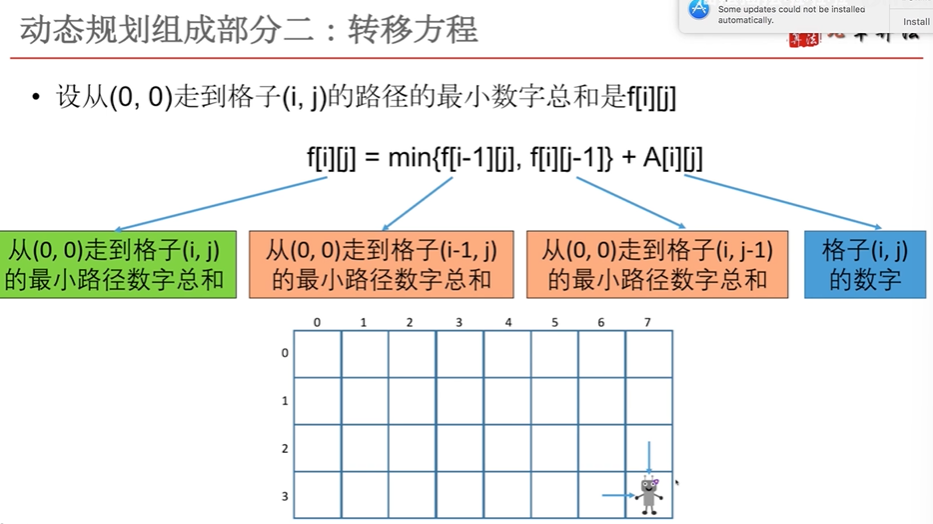 动态规划组成部分二：转移方程
Some updates could not be installed
automatically.
Install
• 设从(0, 0)走到格子(i, j)的路径的最小数字总和是f[i][j]
f[i][j] = min{f[i-1][j], f[i][j-1]} + A[i][j]
从(0, 0)走到格子(i, j)
的最小路径数字总和
从(0, 0)走到格子(i-1, j)
的最小路径数字总和
从(0, 0)走到格子(i, j-1)
的最小路径数字总和
格子(i, j)
的数字
0 1 2 3 4 5 6 7
0
1
2
3